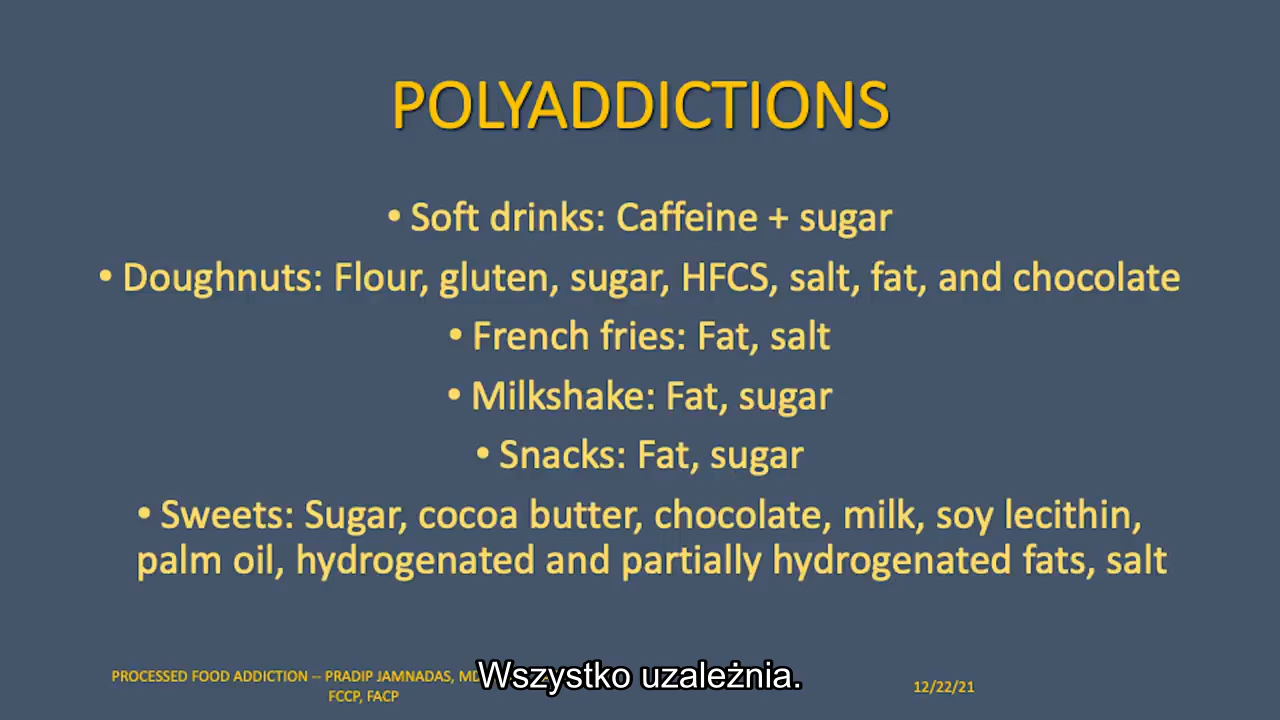 POLYADDICTIONS
• Soft drinks: Caffeine + sugar
• Doughnuts: Flour, gluten, sugar, HFCS, salt, fat, and chocolate
• French fries: Fat, salt
• Milkshake: Fat, sugar
• Snacks: Fat, sugar
• Sweets: Sugar, cocoa butter, chocolate, milk, soy lecithin,
palm oil, hydrogenated and partially hydrogenated fats, salt
PROCESSED FOOD ADDICTION -- PRADIP JAMNADAS, MD
FCCP, FACP
Wszystko uzależnia.
12/22/21